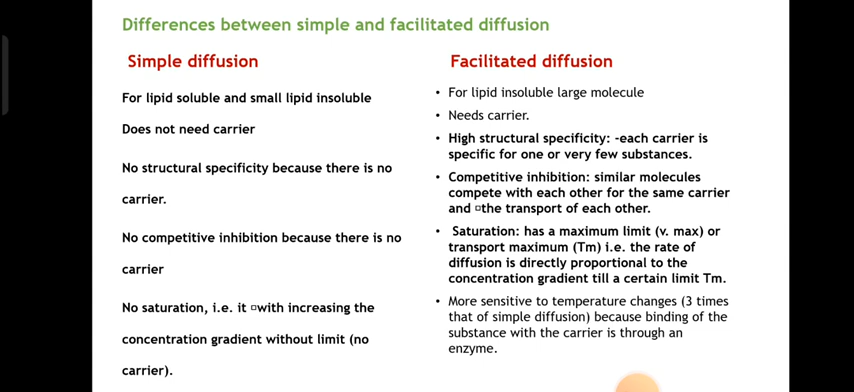 Differences between simple and facilitated diffusion
Simple diffusion
For lipid soluble and small lipid insoluble
Does not need carrier
No structural specificity because there is no
carrier.
No competitive inhibition because there is no
carrier
No saturation, i.e. it □with increasing the
concentration gradient without limit (no
carrier).
Facilitated diffusion
• For lipid insoluble large molecule
• Needs carrier.
• High structural specificity: -each carrier is
specific for one or very few substances.
• Competitive inhibition: similar molecules
compete with each other for the same carrier
and □the transport of each other.
• Saturation: has a maximum limit (v. max) or
transport maximum (Tm) i.e. the rate of
diffusion is directly proportional to the
concentration gradient till a certain limit Tm.
• More sensitive to temperature changes (3 times
that of simple diffusion) because binding of the
substance with the carrier is through an
enzyme.